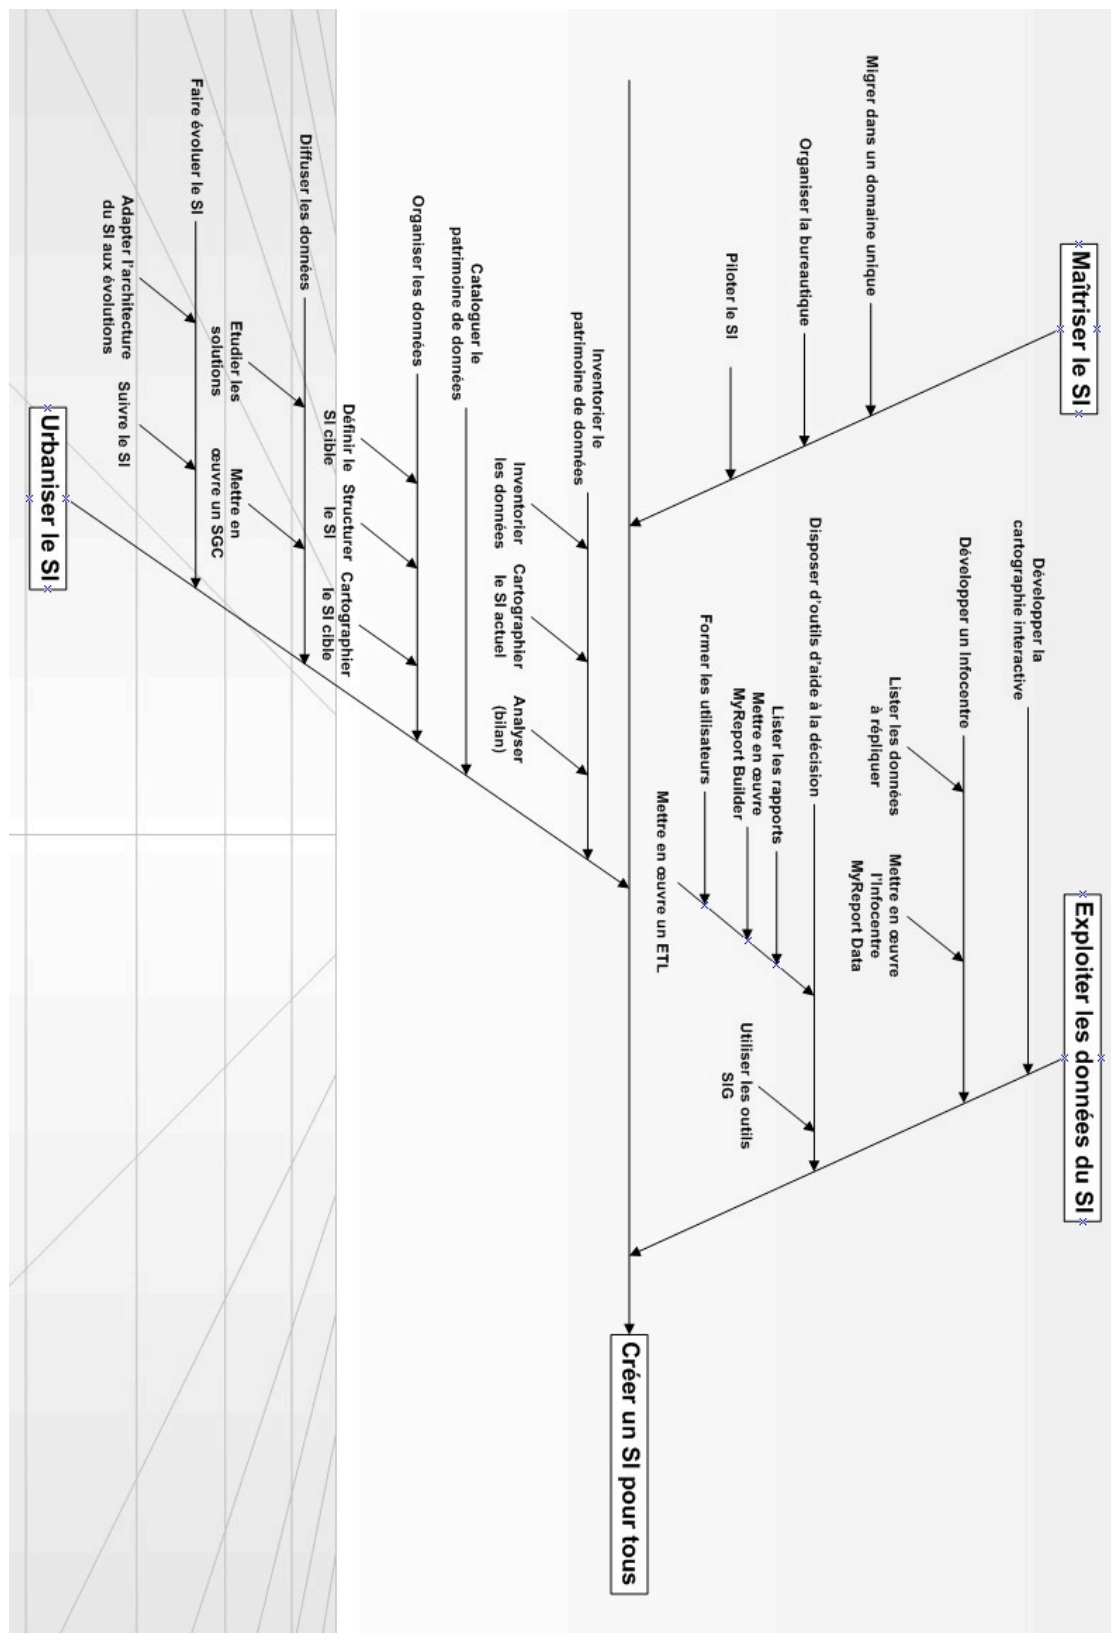 Maîtriser le SI
Exploiter les données du SI
Migrer dans un domaine unique
Organiser la bureautique
Piloter le SI
Développer la
cartographie interactive
Développer un Infocentre
Lister les données
à répliquer
Mettre en œuvre
l'Infocentre
MyReport Data
Disposer d'outils d'aide à la décision
Lister les rapports
Mettre en œuvre
MyReport Builder
Former les utilisateurs
Mettre en œuvre un ETL
Utiliser les outils
SIG
Créer un SI pour tous
Inventorier le
patrimoine de données
Inventorier
les données
Cartographier
le SI actuel
Analyser
(bilan)
Cataloguer le
patrimoine de données
Organiser les données
Définir le
SI cible
Structurer
le SI
Cartographier
le SI cible
Diffuser les données
Etudier les
solutions
Mettre en
œuvre un SGC
Faire évoluer le SI
Adapter l'architecture
du SI aux évolutions
Suivre le SI
Urbaniser le SI